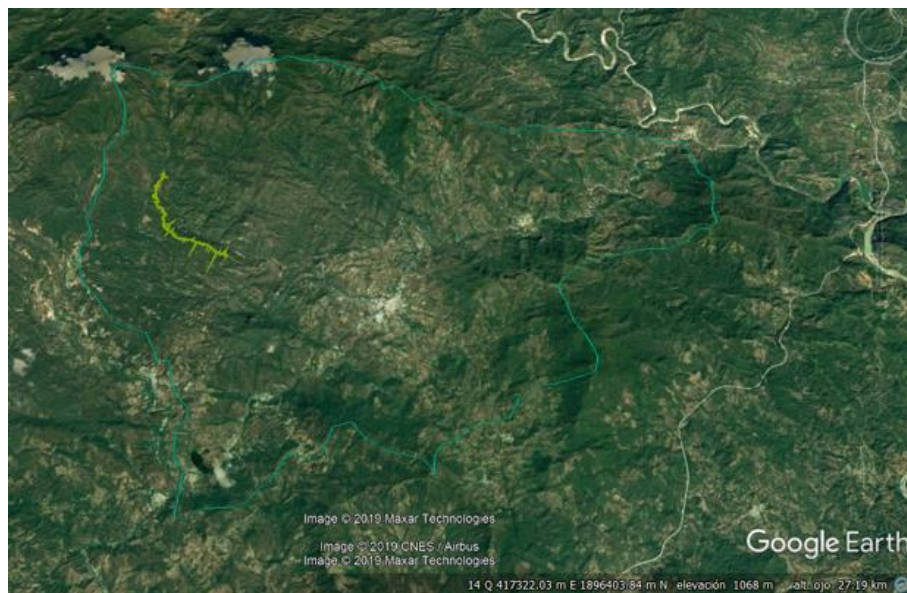 Image © 2019 Maxar Technologies
Image © 2019 CNES / Airbus
Image © 2019 Maxar Technologies
Google Earth
14 Q 417322.03 m E 1896403.84 m N elevación 1068 m alt. ojo 27.19 km